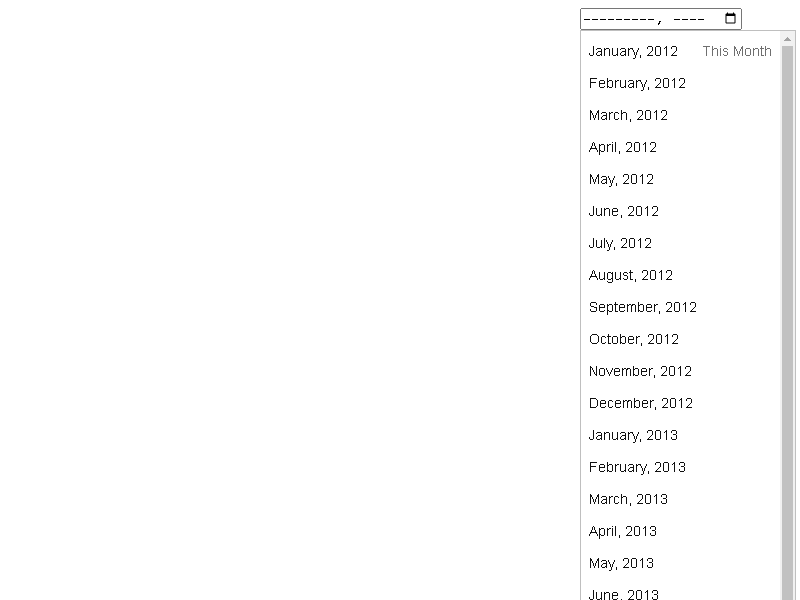 ---------, ----
January, 2012 This Month
February, 2012
March, 2012
April, 2012
May, 2012
June, 2012
July, 2012
August, 2012
September, 2012
October, 2012
November, 2012
December, 2012
January, 2013
February, 2013
March, 2013
April, 2013
May, 2013
June, 2013